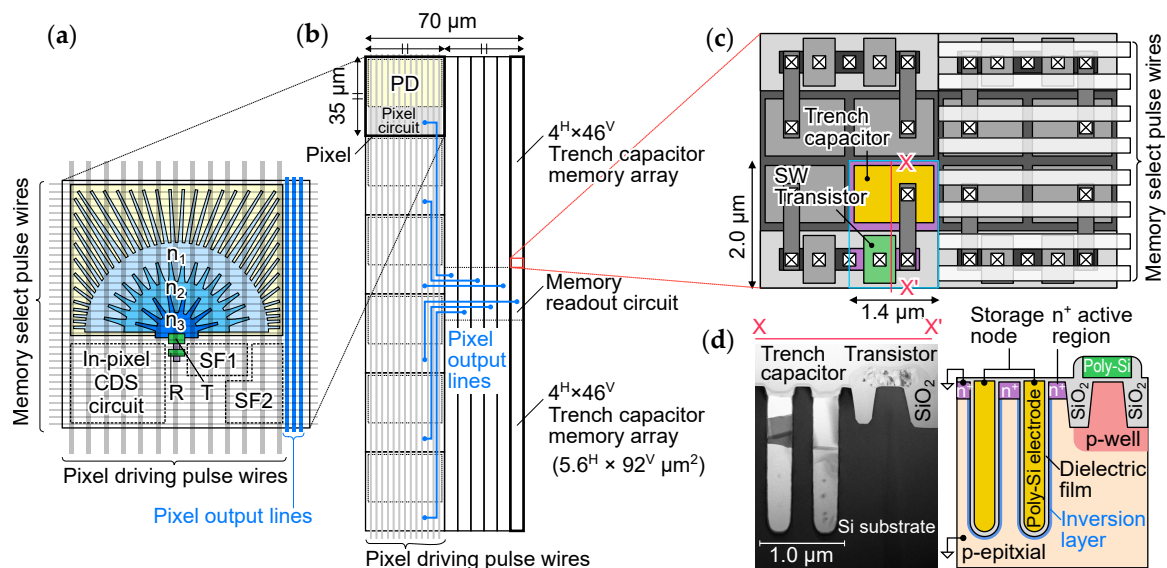 (a)
Memory select pulse wires
n1
n2
n3
In-pixel
CDS
circuit
SF1
SF2
R
T
Pixel driving pulse wires
Pixel output lines
(b)
70 µm
35 µm
PD
Pixel
circuit
Pixel
4H×46V
Trench capacitor
memory array
Memory
readout circuit
Pixel
output
lines
4H×46V
Trench capacitor
memory array
(5.6H × 92V µm2)
Pixel driving pulse wires
(c)
Trench
capacitor
X
SW
Transistor
X'
2.0 µm
1.4 µm
Memory select pulse wires
(d)
X
X'
Trench
capacitor
Transistor
SiO2
Si substrate
1.0 µm
Storage
node
n+ active
region
Poly-Si
n+
n+
SiO2
SiO2
p-well
Poly-Si electrode
Dielectric
film
Inversion
layer
p-epitxial